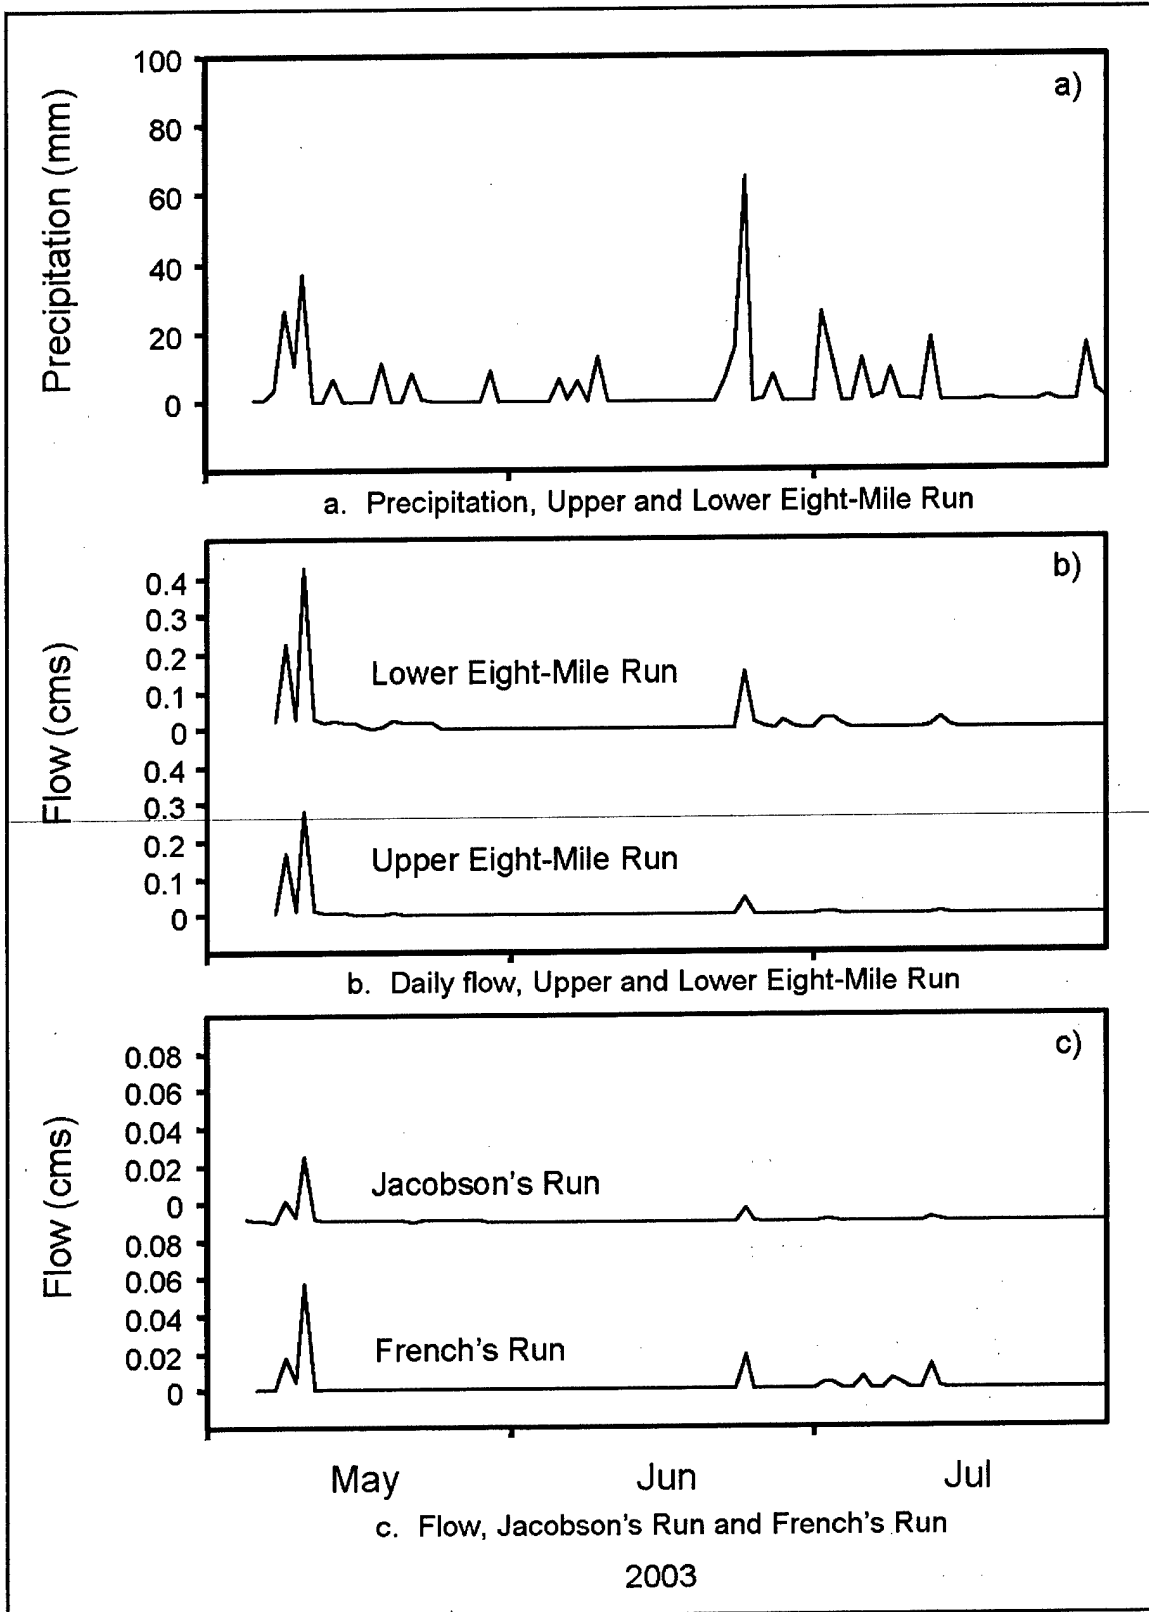 a)
Precipitation (mm)
100
80
60
40
20
0
a. Precipitation, Upper and Lower Eight-Mile Run
b)
Flow (cms)
0.4
0.3
0.2
0.1
0
Lower Eight-Mile Run
0.4
0.3
0.2
0.1
0
Upper Eight-Mile Run
b. Daily flow, Upper and Lower Eight-Mile Run
c)
Flow (cms)
0.08
0.06
0.04
0.02
0
Jacobson's Run
0.08
0.06
0.04
0.02
0
French's Run
May Jun Jul
c. Flow, Jacobson's Run and French's Run
2003